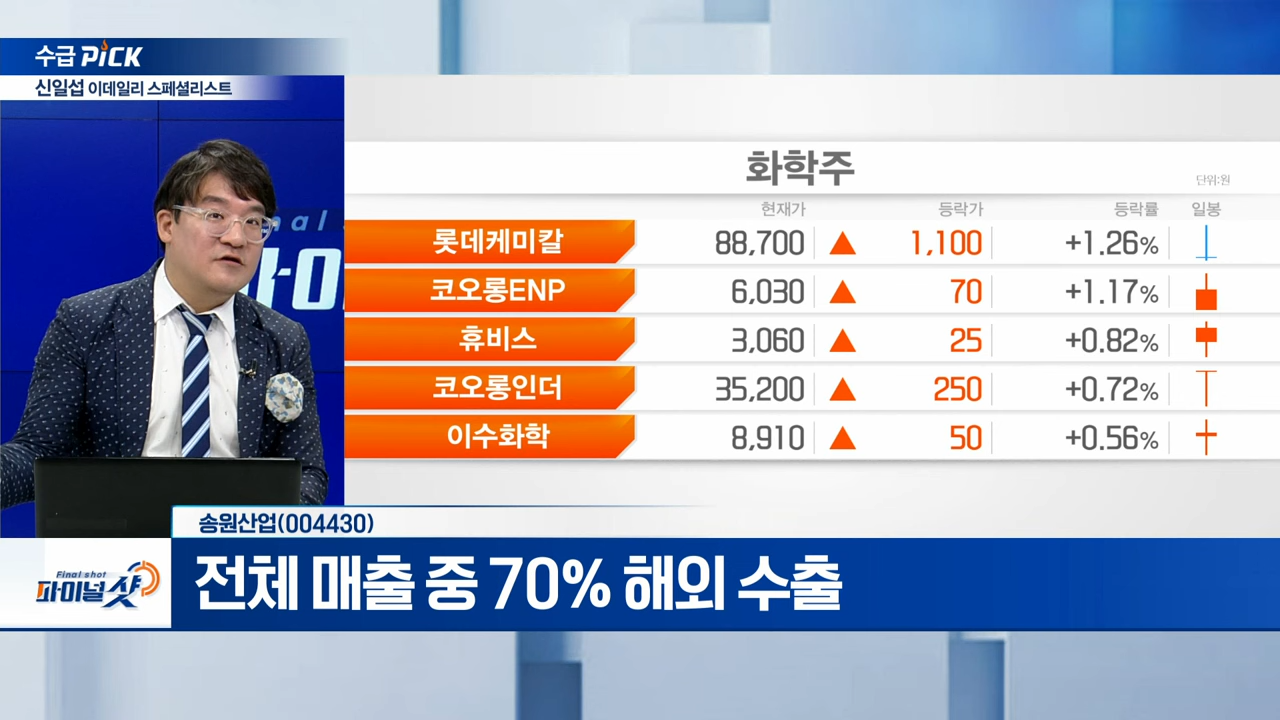 수급 PiCK
신일섭 이데일리 스페셜리스트
화학주
단위:원
현재가 등락가 등락률 일봉
롯데케미칼 88,700 ▲ 1,100 +1.26%
코오롱ENP 6,030 ▲ 70 +1.17%
휴비스 3,060 ▲ 25 +0.82%
코오롱인더 35,200 ▲ 250 +0.72%
이수화학 8,910 ▲ 50 +0.56%
송원산업(004430)
Final shot
파이널샷
전체 매출 중 70% 해외 수출